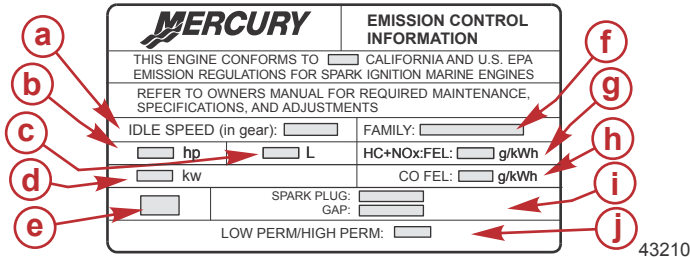 MERCURY
EMISSION CONTROL
INFORMATION
THIS ENGINE CONFORMS TO CALIFORNIA AND U.S. EPA
EMISSION REGULATIONS FOR SPARK IGNITION MARINE ENGINES
REFER TO OWNERS MANUAL FOR REQUIRED MAINTENANCE,
SPECIFICATIONS, AND ADJUSTMENTS
IDLE SPEED (in gear): FAMILY:
hp L HC+NOx:FEL: g/kWh
kw CO FEL: g/kWh
SPARK PLUG:
GAP:
LOW PERM/HIGH PERM:
a
b
c
d
e
f
g
h
i
j
43210